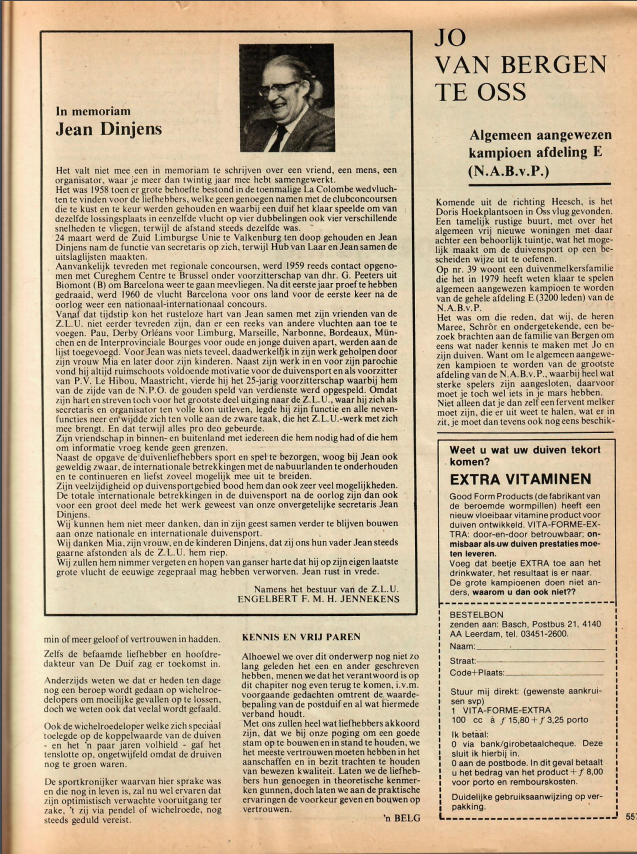 In memoriam
Jean Dinjens
Het valt niet mee een in memoriam te schrijven over een vriend, een mens, een
organisator, waar je meer dan twintig jaar mee hebt samengewerkt.
Het was 1958 toen er grote behoefte bestond in de toenmalige La Colombe wedvluch-
ten te vinden voor de liefhebbers, welke geen genoegen namen met de clubconcoursen
die te kust en te keur werden gehouden en waarbij een duif het klaar speelde om van
dezelfde lossingsplaats in eenzelfde vlucht op vier dubbelingen ook vier verschillende
snelheden te vliegen, terwijl de afstand steeds dezelfde was.
24 maart werd de Zuid Limburgse Unie te Valkenburg ten doop gehouden en Jean
Dinjens nam de functie van secretaris op zich, terwijl Hub van Laar en Jean samen de
uitslaglijsten maakten.
Aanvankelijk tevreden met regionale concoursen, werd 1959 reeds contact opgeno-
men met Cureghem Centre te Brussel onder voorzitterschap van dhr. G. Peeters uit
Biomont (B) om Barcelona weer te gaan meevliegen. Na dit eerste jaar proef te hebben
gedraaid, werd 1960 de vlucht Barcelona voor ons land voor de eerste keer na de
oorlog weer een nationaal-internationaal concours.
Vanaf dat tijdstip kon het rusteloze hart van Jean samen met zijn vrienden van de
Z.L.U. niet eerder tevreden zijn, dan er een reeks van andere vluchten aan toe te
voegen. Pau, Derby Orléans voor Limburg, Marseille, Narbonne, Bordeaux, Mün-
chen en de Interprovinciale Bourges voor oude en jonge duiven apart, werden aan de
lijst toegevoegd. Voor Jean was niets teveel, daadwerkelijk in zijn werk geholpen door
zijn vrouw Mia en later door zijn kinderen. Naast zijn werk in en voor zijn parochie
vond hij altijd ruimschoots voldoende motivatie voor de duivensport en als voorzitter
van P.V. Le Hibou, Maastricht, vierde hij het 25-jarig voorzitterschap waarbij hem
van de zijde van de N.P.O. de gouden speld van verdienste werd opgespeld. Omdat
zijn hart en streven toch voor het grootste deel uitging naar de Z.L.U., waar hij zich als
secretaris en organisator ten volle kon uitleven, legde hij zijn functie en alle neven-
functies neer en wijdde zich ten volle aan de zware taak, die het Z.L.U.-werk met zich
mee brengt. En dat terwijl alles pro deo gebeurde.
Zijn vriendschap in binnen- en buitenland met iedereen die hem nodig had of die hem
om informatie vroeg kende geen grenzen.
Naast de opgave de duivenliefhebbers sport en spel te bezorgen, woog bij Jean ook
geweldig zwaar, de internationale betrekkingen met de nabuurlanden te onderhouden
en te continueren en liefst zoveel mogelijk mee uit te breiden.
Zijn veelzijdigheid op duivensportgebied bood hem dan ook zeer veel mogelijkheden.
De totale internationale betrekkingen in de duivensport na de oorlog zijn dan ook
voor een groot deel mede het werk geweest van onze onvergetelijke secretaris Jean
Dinjens.
Wij kunnen hem niet meer danken, dan in zijn geest samen verder te blijven bouwen
aan onze nationale en internationale duivensport.
Wij danken Mia, zijn vrouw, en de kinderen Dinjens, dat zij ons hun vader Jean steeds
gaarne afstonden als de Z.L.U. hem riep.
Wij zullen hem nimmer vergeten en hopen van ganser harte dat hij op zijn eigen laatste
grote vlucht de eeuwige zegepraal mag hebben verworven. Jean rust in vrede.
Namens het bestuur van de Z.L.U.
ENGELBERT F. M. H. JENNEKENS
min of meer geloof of vertrouwen in hadden.
Zelfs de befaamde liefhebber en hoofdre-
dakteur van De Duif zag er toekomst in.
Anderzijds weten we dat er heden ten dage
nog een beroep wordt gedaan op wichelroe-
delopers om moeilijke gevallen op te lossen,
doch we weten ook dat veelal wordt gefaald.
Ook de wichelroedeloper welke zich speciaal
toelegde op de koppelwaarde van de duiven
- en het 'n paar jaren volhield - gaf het
tenslotte op, ongetwijfeld omdat de druiven
nog te groen waren.
De sportkronijker waarvan hier sprake was
en die nog in leven is, zal nu wel ervaren dat
zijn optimistisch verwachte vooruitgang ter
zake, 't zij via pendel of wichelroede, nog
steeds geduld vereist.
KENNIS EN VRIJ PAREN
Alhoewel we over dit onderwerp nog niet zo
lang geleden het een en ander geschreven
hebben, menen we dat het verantwoord is op
dit chapiter nog even terug te komen, i.v.m.
voorgaande gedachten omtrent de waarde-
bepaling van de postduif en al wat hiermede
verband houdt.
Met ons zullen heel wat liefhebbers akkoord
zijn, dat we bij onze poging om een goede
stam op te bouwen en in stand te houden, we
het meeste vertrouwen moeten hebben in het
aanschaffen en in bezit trachten te houden
van bewezen kwaliteit. Laten we de liefheb-
bers hun genoegen in theoretische kenmer-
ken gunnen, doch laten we aan de praktische
ervaringen de voorkeur geven en bouwen op
vertrouwen.
'n BELG
JO
VAN BERGEN
TE OSS
Algemeen aangewezen
kampioen afdeling E
(N.A.B.v.P.)
Komende uit de richting Heesch, is het
Doris Hoekplantsoen in Oss vlug gevonden.
Een tamelijk rustige buurt, met over het
algemeen vrij nieuwe woningen met daar
achter een behoorlijk tuintje, wat het moge-
lijk maakt om de duivensport op een be-
scheiden wijze uit te oefenen.
Op nr. 39 woont een duivenmelkersfamilie
die het in 1979 heeft weten klaar te spelen
algemeen aangewezen kampioen te worden
van de gehele afdeling E (3200 leden) van de
N.A.B.v.P.
Het was om die reden, dat wij, de heren
Maree, Schrör en ondergetekende, een be-
zoek brachten aan de familie van Bergen om
eens wat nader kennis te maken met Jo en
zijn duiven. Want om 1e algemeen aangewe-
zen kampioen te worden van de grootste
afdeling van de N.A.B.v.P., waarbij heel wat
sterke spelers zijn aangesloten, daarvoor
moet je toch wel iets in je mars hebben.
Niet alleen dat je dan zelf een fervent melker
moet zijn, die er uit weet te halen, wat er in
zit, je moet dan tevens ook nog eens beschik-
Weet u wat uw duiven tekort
komen?
EXTRA VITAMINEN
Good Form Products (de fabrikant van
de beroemde wormpillen) heeft een
nieuw vloeibaar vitamine product voor
duiven ontwikkeld. VITA-FORME-EX-
TRA: door-en-door betrouwbaar; on-
misbaar als uw duiven prestaties moe-
ten leveren.
Voeg dat beetje EXTRA toe aan het
drinkwater, het resultaat is er naar.
De grote kampioenen doen niet an-
ders, waarom u dan ook niet??
BESTELBON
zenden aan: Basch, Postbus 21, 4140
AA Leerdam, tel. 03451-2600.
Naam:
Straat:
Code+Plaats:
Stuur mij direkt: (gewenste aankrui-
sen svp)
1 VITA-FORME-EXTRA
100 cc à ƒ 15,80 + ƒ 3,25 porto
Ik betaal:
0 via bank/girobetaalcheque. Deze
sluit ik hierbij in.
0 aan de postbode. In dit geval betaalt
u het bedrag van het product + ƒ 8,00
voor porto en rembourskosten.
Duidelijke gebruiksaanwijzing op ver-
pakking.
557